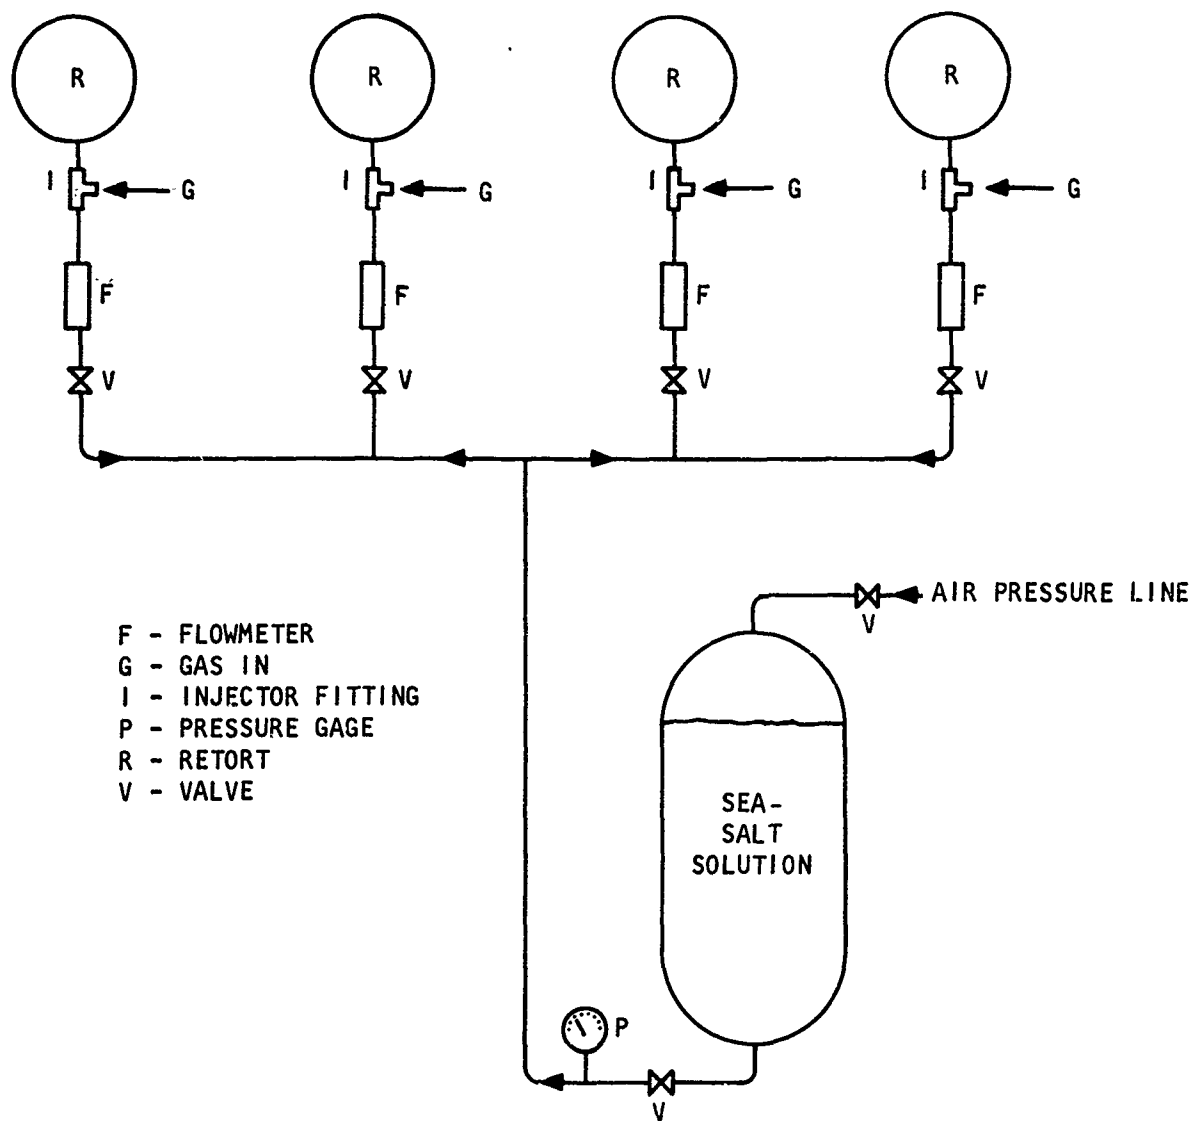 R R R R
I G I G I G I G
F F F F
V V V V
AIR PRESSURE LINE
V
F - FLOWMETER
G - GAS IN
I - INJECTOR FITTING
P - PRESSURE GAGE
R - RETORT
V - VALVE
SEA-
SALT
SOLUTION
P
V